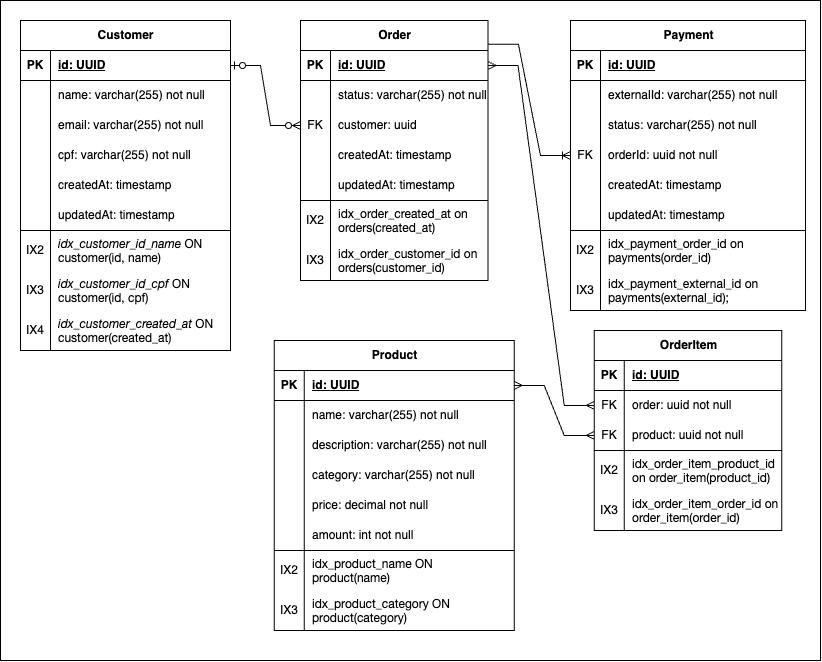 Customer
PK id: UUID
name: varchar(255) not null
email: varchar(255) not null
cpf: varchar(255) not null
createdAt: timestamp
updatedAt: timestamp
IX2 idx_customer_id_name ON
customer(id, name)
IX3 idx_customer_id_cpf ON
customer(id, cpf)
IX4 idx_customer_created_at ON
customer(created_at)
Order
PK id: UUID
status: varchar(255) not null
FK customer: uuid
createdAt: timestamp
updatedAt: timestamp
IX2 idx_order_created_at on
orders(created_at)
IX3 idx_order_customer_id on
orders(customer_id)
Payment
PK id: UUID
externalId: varchar(255) not null
status: varchar(255) not null
FK orderId: uuid not null
createdAt: timestamp
updatedAt: timestamp
IX2 idx_payment_order_id on
payments(order_id)
IX3 idx_payment_external_id on
payments(external_id);
Product
PK id: UUID
name: varchar(255) not null
description: varchar(255) not null
category: varchar(255) not null
price: decimal not null
amount: int not null
IX2 idx_product_name ON
product(name)
IX3 idx_product_category ON
product(category)
OrderItem
PK id: UUID
FK order: uuid not null
FK product: uuid not null
IX2 idx_order_item_product_id
on order_item(product_id)
IX3 idx_order_item_order_id on
order_item(order_id)